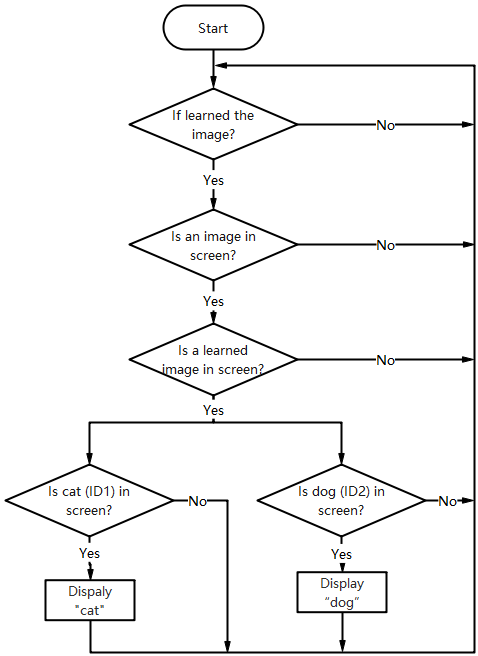 Start
If learned the
image?
No
Yes
Is an image in
screen?
No
Yes
Is a learned
image in screen?
No
Yes
Is cat (ID1) in
screen?
No
Is dog (ID2) in
screen?
No
Yes
Yes
Dispaly
"cat"
Display
“dog”